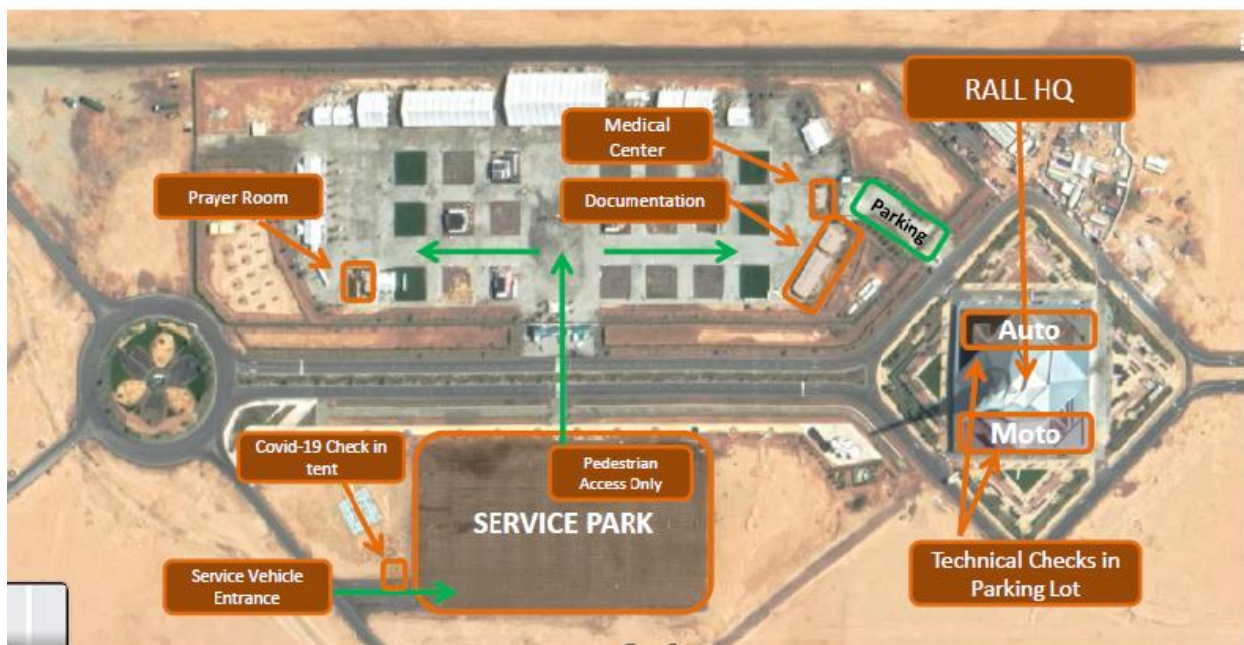 RALL HQ
Medical
Center
Prayer Room
Documentation
Parking
Auto
Moto
Covid-19 Check in
tent
Pedestrian
Access Only
SERVICE PARK
Service Vehicle
Entrance
Technical Checks in
Parking Lot